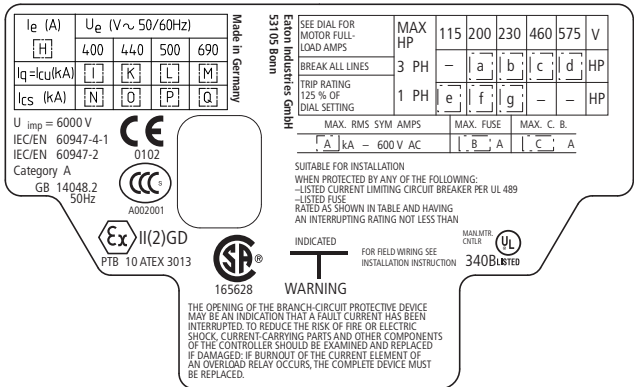 Ie (A) Ue (V~ 50/60Hz)
H 400 440 500 690
Iq=Icu(kA) I K L M
Ics (kA) N O P Q
Made in Germany
Eaton Industries GmbH
53105 Bonn
U imp = 6000 V
IEC/EN 60947-4-1
IEC/EN 60947-2
Category A
GB 14048.2
50Hz
CE
0102
CCC S
A002001
Ex II(2)GD
PTB 10 ATEX 3013
SA ®
165628
SEE DIAL FOR
MOTOR FULL-
LOAD AMPS
BREAK ALL LINES
TRIP RATING
125 % OF
DIAL SETTING
MAX
HP
115 200 230 460 575 V
3 PH – a b c d HP
1 PH e f g – – HP
MAX. RMS SYM AMPS MAX. FUSE MAX. C. B.
A kA – 600 V AC B A C A
SUITABLE FOR INSTALLATION
WHEN PROTECTED BY ANY OF THE FOLLOWING:
–LISTED CURRENT LIMITING CIRCUIT BREAKER PER UL 489
–LISTED FUSE
RATED AS SHOWN IN TABLE AND HAVING
AN INTERRUPTING RATING NOT LESS THAN
INDICATED
FOR FIELD WIRING SEE
INSTALLATION INSTRUCTION
MAN.MTR.
CNTLR
UL
340B LISTED
WARNING
THE OPENING OF THE BRANCH-CIRCUIT PROTECTIVE DEVICE
MAY BE AN INDICATION THAT A FAULT CURRENT HAS BEEN
INTERRUPTED. TO REDUCE THE RISK OF FIRE OR ELECTRIC
SHOCK, CURRENT-CARRYING PARTS AND OTHER COMPONENTS
OF THE CONTROLLER SHOULD BE EXAMINED AND REPLACED
IF DAMAGED: IF BURNOUT OF THE CURRENT ELEMENT OF
AN OVERLOAD RELAY OCCURS, THE COMPLETE DEVICE MUST
BE REPLACED.